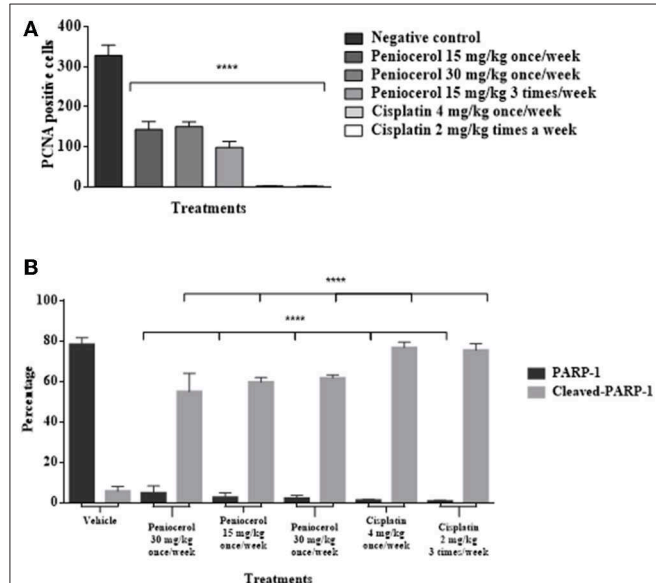 A
400
300
200
100
0
PCNA positive cells
****
Treatments
Negative control
Peniocerol 15 mg/kg once/week
Peniocerol 30 mg/kg once/week
Peniocerol 15 mg/kg 3 times/week
Cisplatin 4 mg/kg once/week
Cisplatin 2 mg/kg times a week
B
****
****
100
80
60
40
20
0
Percentage
PARP-1
Cleaved-PARP-1
Vehicle
Peniocerol
30 mg/kg
once/week
Peniocerol
15 mg/kg
once/week
Peniocerol
30 mg/kg
once/week
Cisplatin
4 mg/kg
once/week
Cisplatin
2 mg/kg
3 times/week
Treatments